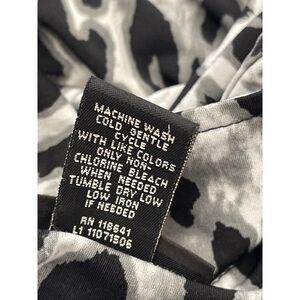 MACHINE WASH
COLD GENTLE
CYCLE
WITH LIKE COLORS
ONLY NON-
CHLORINE BLEACH
WHEN NEEDED
TUMBLE DRY LOW
LOW IRON
IF NEEDED
RN 118641
L1 11071506